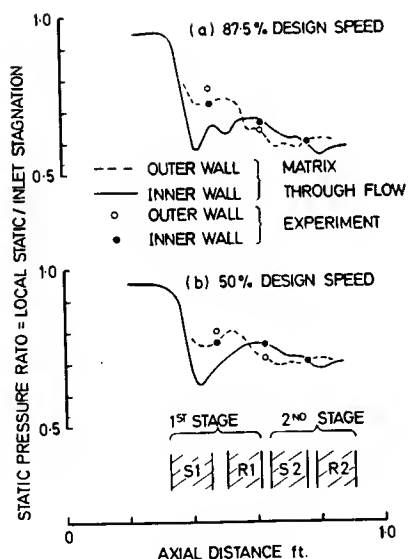 (a) 87·5% DESIGN SPEED
1·0
0·5
OUTER WALL
INNER WALL
MATRIX
THROUGH FLOW
OUTER WALL
INNER WALL
EXPERIMENT
(b) 50% DESIGN SPEED
1·0
0·5
STATIC PRESSURE RATIO = LOCAL STATIC / INLET STAGNATION
1ST STAGE
2ND STAGE
S1
R1
S2
R2
0
1·0
AXIAL DISTANCE ft.